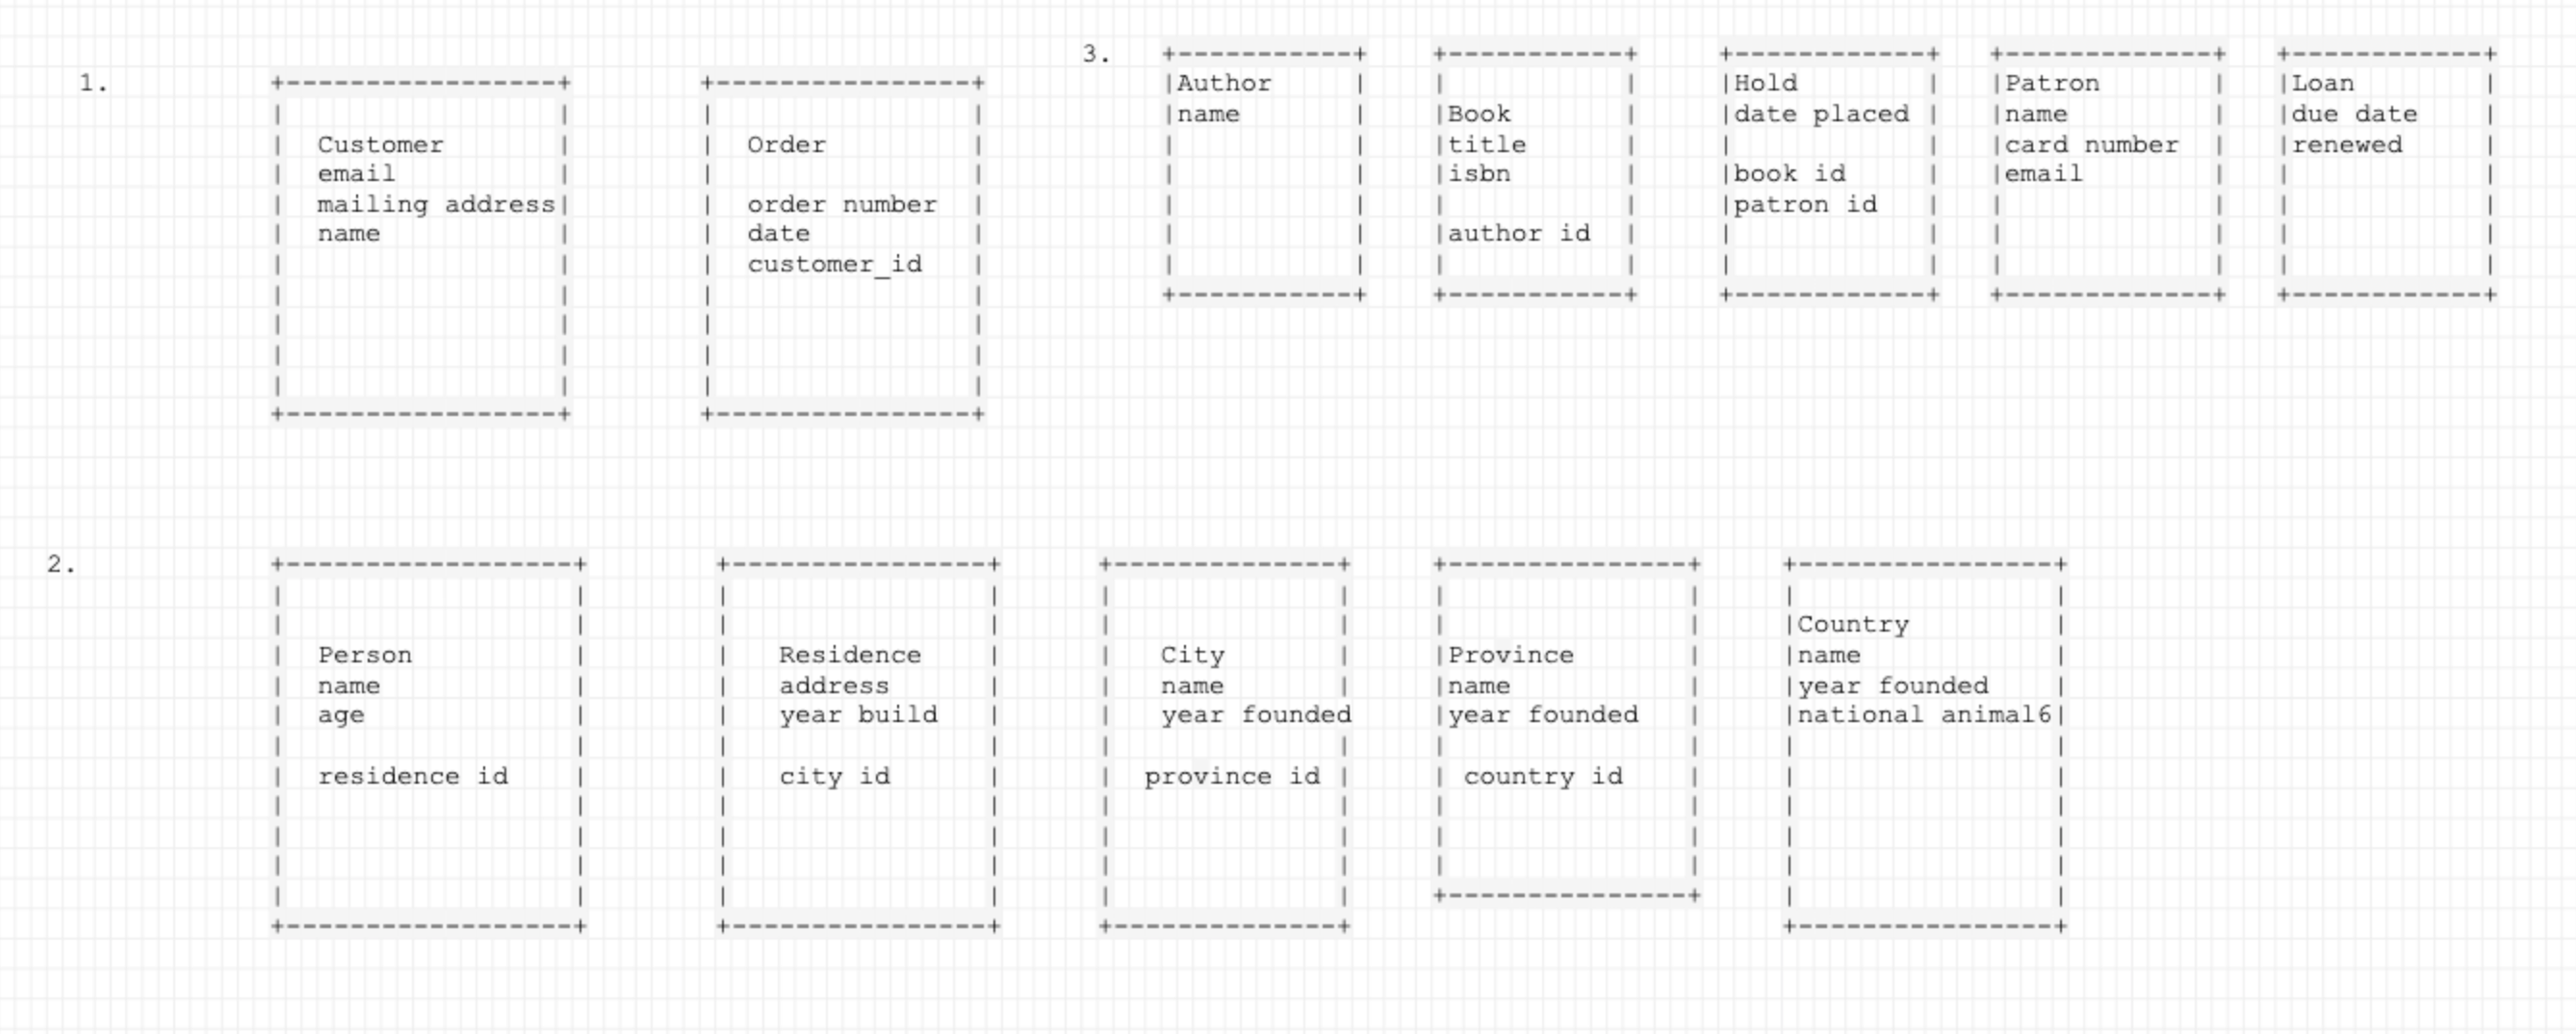 1.
Customer
email
mailing address
name
Order
order number
date
customer_id
3.
Author
name
Book
title
isbn
author id
Hold
date placed
book id
patron id
Patron
name
card number
email
Loan
due date
renewed
2.
Person
name
age
residence id
Residence
address
year build
city id
City
name
year founded
province id
Province
name
year founded
country id
Country
name
year founded
national animal6